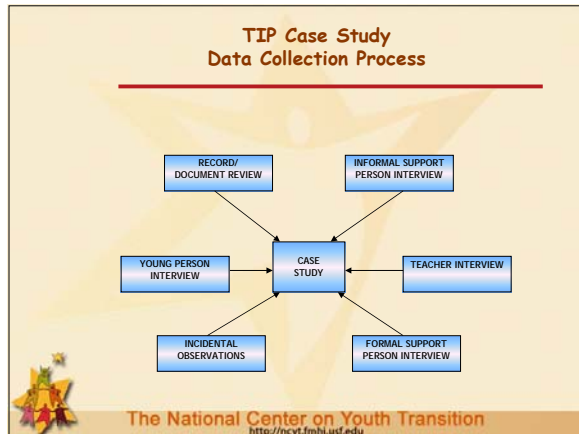 TIP Case Study
Data Collection Process
RECORD/
DOCUMENT REVIEW
INFORMAL SUPPORT
PERSON INTERVIEW
YOUNG PERSON
INTERVIEW
CASE
STUDY
TEACHER INTERVIEW
INCIDENTAL
OBSERVATIONS
FORMAL SUPPORT
PERSON INTERVIEW
The National Center on Youth Transition
http://ncyt.fmhi.usf.edu